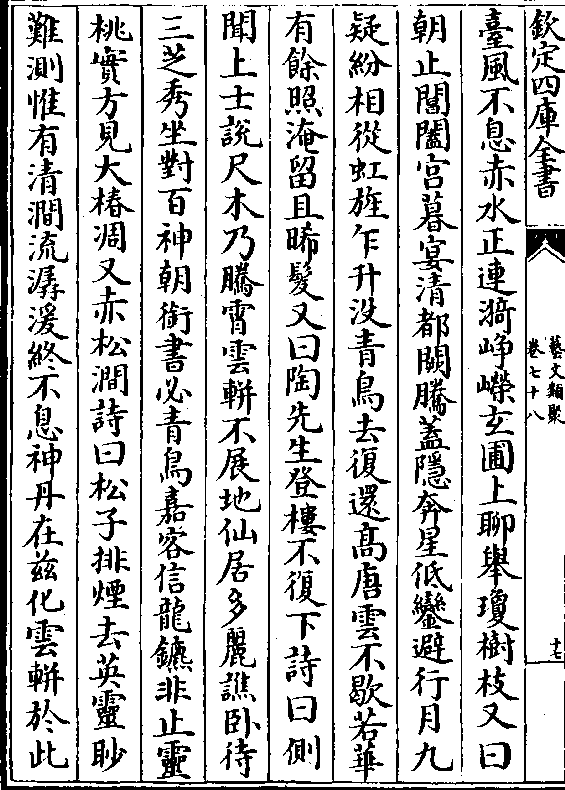 欽定四庫全書
藝文類聚
卷七十八
十七
臺風不息赤水正漣漪崢嶸玄圃上聊舉瓊樹枝又曰
朝止閶闔宫暮宴清都闕騰蓋隱奔星低鑾避行月九
疑紛相從虹旌乍升没青鳥去復還髙唐雲不歇若華
有餘照淹留且晞髮又曰陶先生登樓不復下詩曰側
聞上士說尺木乃騰霄雲軿不展地仙居多麗譙卧待
三芝秀坐對百神朝銜書必青鳥嘉客信龍鑣非止靈
桃實方見大椿凋又赤松澗詩曰松子排煙去英靈眇
難測惟有清澗流潺湲終不息神丹在兹化雲軿於此